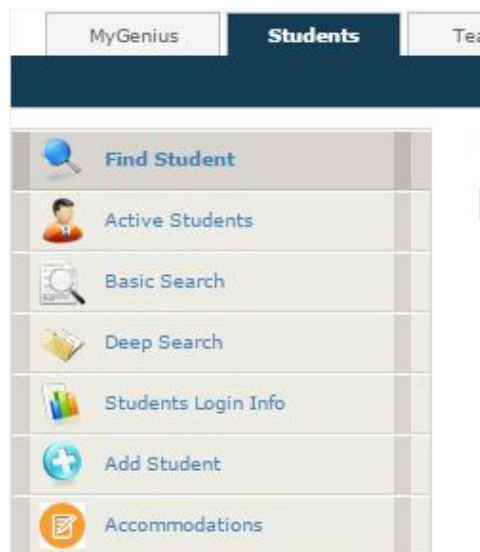 MyGenius Students
Find Student
Active Students
Basic Search
Deep Search
Students Login Info
Add Student
Accommodations